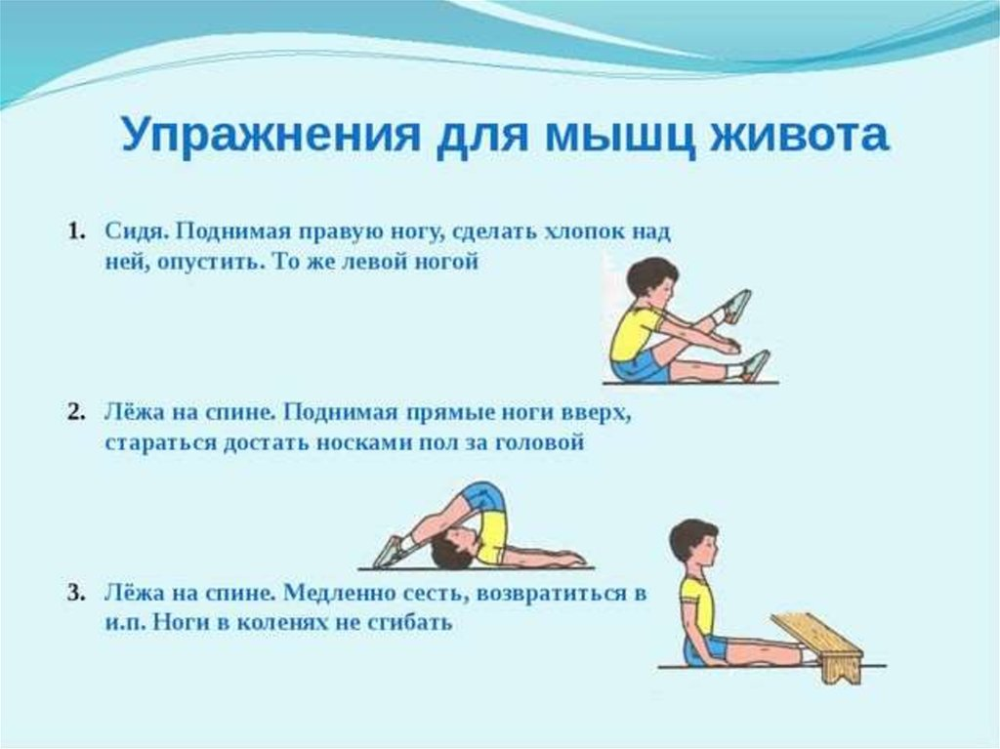 Упражнения для мышц живота
1. Сидя. Поднимая правую ногу, сделать хлопок над
ней, опустить. То же левой ногой
2. Лёжа на спине. Поднимая прямые ноги вверх,
стараться достать носками пол за головой
3. Лёжа на спине. Медленно сесть, возвратиться в
и.п. Ноги в коленях не сгибать